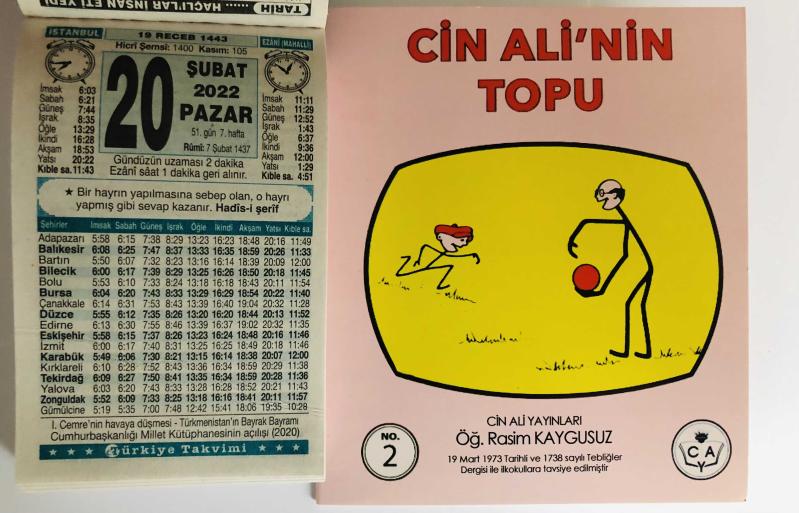 TARİH ..... HAÇLILAR İNSAN ETİ YEDİ
İSTANBUL
19 RECEB 1443
Hicrî Şemsî: 1400 Kasım: 105
EZÂNÎ (MAHALLÎ)
20
ŞUBAT
2022
PAZAR
51. gün 7. hafta
Rûmî: 7 Şubat 1437
İmsak 6:03
Sabah 6:21
Güneş 7:44
İşrak 8:35
Öğle 13:29
İkindi 16:28
Akşam 18:53
Yatsı 20:22
Kıble sa. 11:43
İmsak 11:11
Sabah 11:29
Güneş 12:52
İşrak 1:43
Öğle 6:37
İkindi 9:36
Akşam 12:00
Yatsı 1:29
Kıble sa. 4:51
Gündüzün uzaması 2 dakika
Ezânî sâat 1 dakika geri alınır.
★ Bir hayrın yapılmasına sebep olan, o hayrı
yapmış gibi sevap kazanır. Hadîs-i şerîf
Şehirler İmsak Sabah Güneş İşrak Öğle İkindi Akşam Yatsı Kıble sa.
Adapazarı 5:58 6:15 7:38 8:29 13:23 16:23 18:48 20:16 11:49
Balıkesir 6:08 6:25 7:47 8:37 13:33 16:35 18:59 20:26 11:33
Bartın 5:50 6:07 7:32 8:23 13:16 16:14 18:39 20:09 12:00
Bilecik 6:00 6:17 7:39 8:29 13:25 16:26 18:50 20:18 11:45
Bolu 5:53 6:10 7:33 8:24 13:18 16:18 18:43 20:11 11:54
Bursa 6:04 6:20 7:43 8:33 13:29 16:29 18:54 20:22 11:40
Çanakkale 6:14 6:31 7:53 8:43 13:39 16:40 19:04 20:32 11:28
Düzce 5:55 6:12 7:35 8:26 13:20 16:20 18:44 20:13 11:52
Edirne 6:13 6:30 7:55 8:46 13:39 16:37 19:02 20:32 11:35
Eskişehir 5:58 6:15 7:37 8:26 13:23 16:24 18:48 20:16 11:46
İzmit 6:00 6:17 7:40 8:31 13:25 16:25 18:49 20:18 11:46
Karabük 5:49 6:06 7:30 8:21 13:15 16:14 18:38 20:07 12:00
Kırklareli 6:10 6:28 7:52 8:43 13:36 16:34 18:59 20:29 11:38
Tekirdağ 6:09 6:27 7:50 8:41 13:35 16:34 18:59 20:28 11:36
Yalova 6:03 6:20 7:43 8:33 13:28 16:28 18:52 20:21 11:43
Zonguldak 5:52 6:09 7:33 8:25 13:18 16:16 18:41 20:11 11:57
Gümülcine 5:19 5:35 7:00 7:48 12:42 15:41 18:06 19:35 10:28
I. Cemre'nin havaya düşmesi - Türkmenistan'ın Bayrak Bayramı
Cumhurbaşkanlığı Millet Kütüphanesinin açılışı (2020)
★ ★ ★ Türkiye Takvimi ★ ★ ★
CİN ALİ'NİN
TOPU
CİN ALİ YAYINLARI
Öğ. Rasim KAYGUSUZ
19 Mart 1973 Tarihli ve 1738 sayılı Tebliğler
Dergisi ile ilkokullara tavsiye edilmiştir
NO.
2
C A
Y